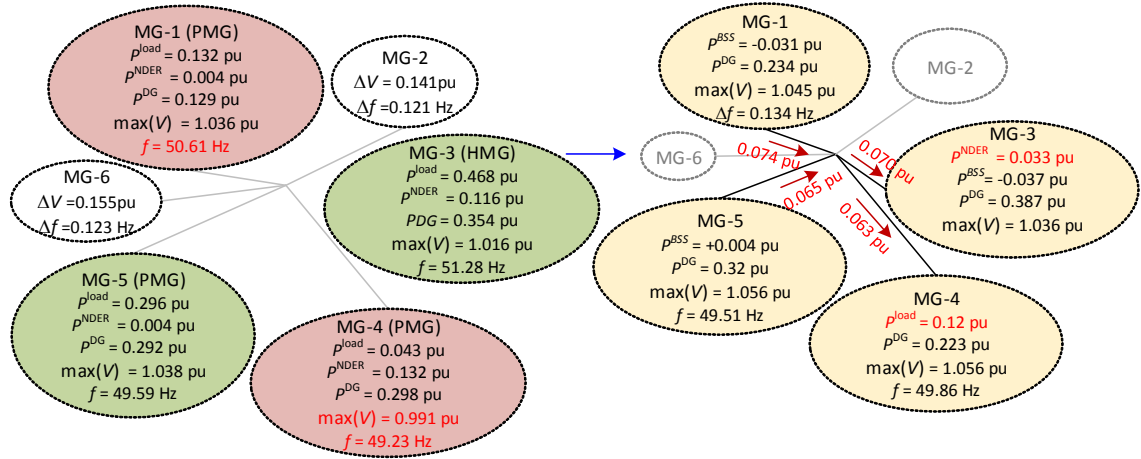 MG-1 (PMG)
P^load = 0.132 pu
P^NDER = 0.004 pu
P^DG = 0.129 pu
max(V) = 1.036 pu
f = 50.61 Hz
MG-2
ΔV = 0.141pu
Δf =0.121 Hz
MG-3 (HMG)
P^load = 0.468 pu
P^NDER = 0.116 pu
PDG = 0.354 pu
max(V) = 1.016 pu
f = 51.28 Hz
MG-6
ΔV =0.155pu
Δf =0.123 Hz
MG-5 (PMG)
P^load = 0.296 pu
P^NDER = 0.004 pu
P^DG = 0.292 pu
max(V) = 1.038 pu
f = 49.59 Hz
MG-4 (PMG)
P^load = 0.043 pu
P^NDER = 0.132 pu
P^DG = 0.298 pu
max(V) = 0.991 pu
f = 49.23 Hz
MG-1
P^BSS = -0.031 pu
P^DG = 0.234 pu
max(V) = 1.045 pu
Δf = 0.134 Hz
MG-2
MG-6
0.074 pu
0.070 pu
0.065 pu
0.063 pu
MG-3
P^NDER = 0.033 pu
P^BSS = -0.037 pu
P^DG = 0.387 pu
max(V) = 1.036 pu
MG-5
P^BSS = +0.004 pu
P^DG = 0.32 pu
max(V) = 1.056 pu
f = 49.51 Hz
MG-4
P^load = 0.12 pu
P^DG = 0.223 pu
max(V) = 1.056 pu
f = 49.86 Hz